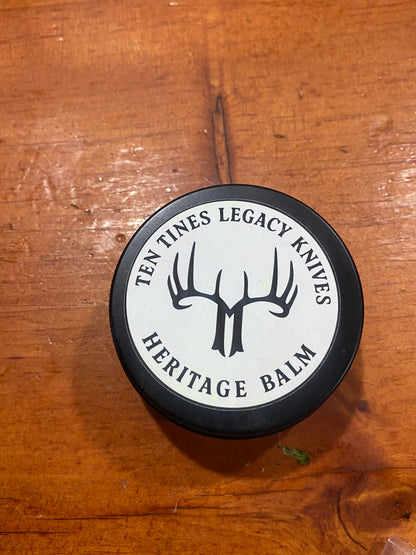 TEN TINES LEGACY KNIVES
HERITAGE BALM